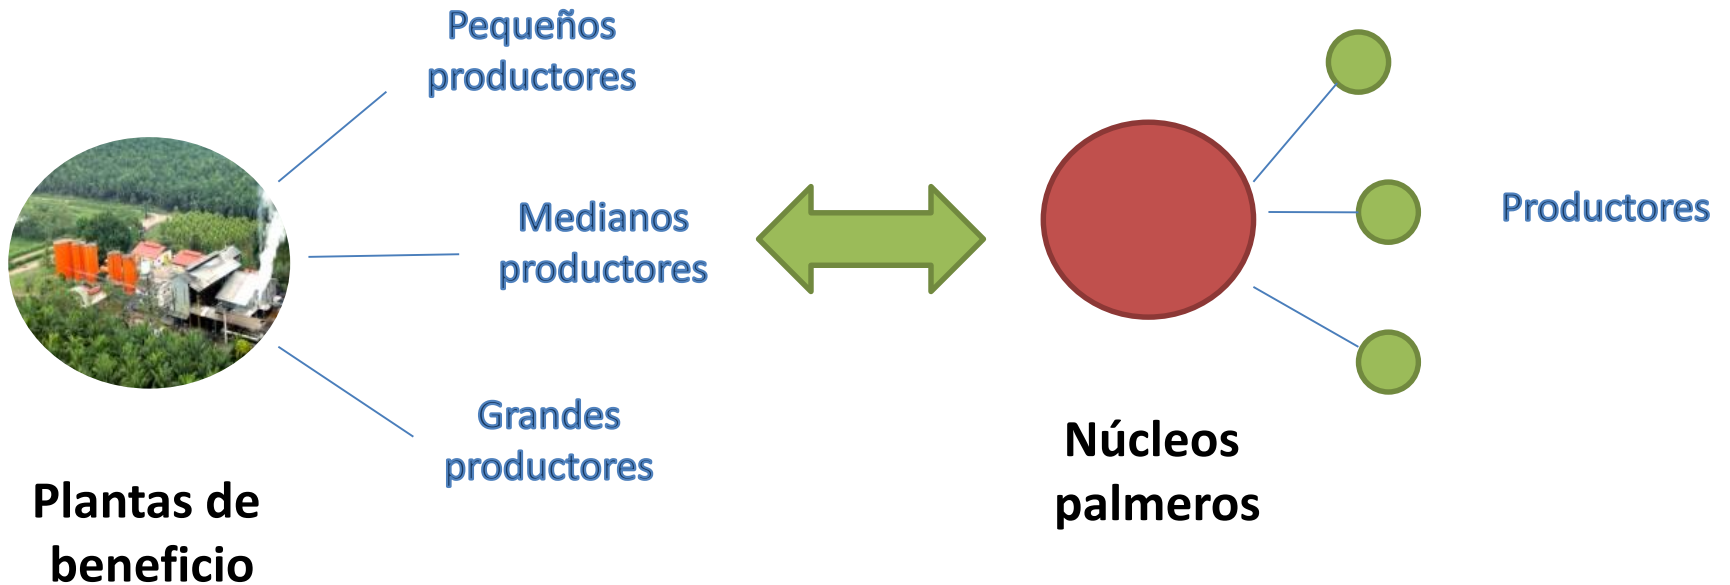 Pequeños
productores
Medianos
productores
Grandes
productores
Plantas de
beneficio
Productores
Núcleos
palmeros